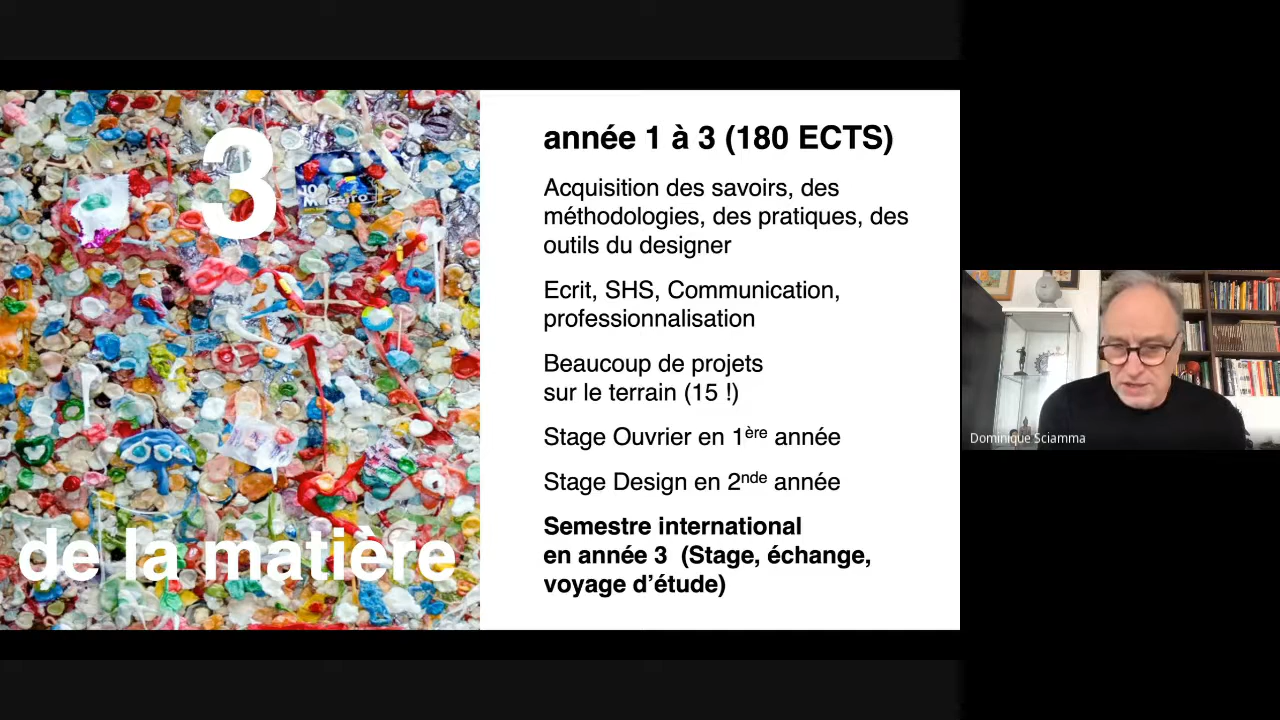 3
100
Maestro
de la matière
année 1 à 3 (180 ECTS)
Acquisition des savoirs, des
méthodologies, des pratiques, des
outils du designer
Ecrit, SHS, Communication,
professionnalisation
Beaucoup de projets
sur le terrain (15 !)
Stage Ouvrier en 1ère année
Stage Design en 2nde année
Semestre international
en année 3  (Stage, échange,
voyage d’étude)
Dominique Sciamma